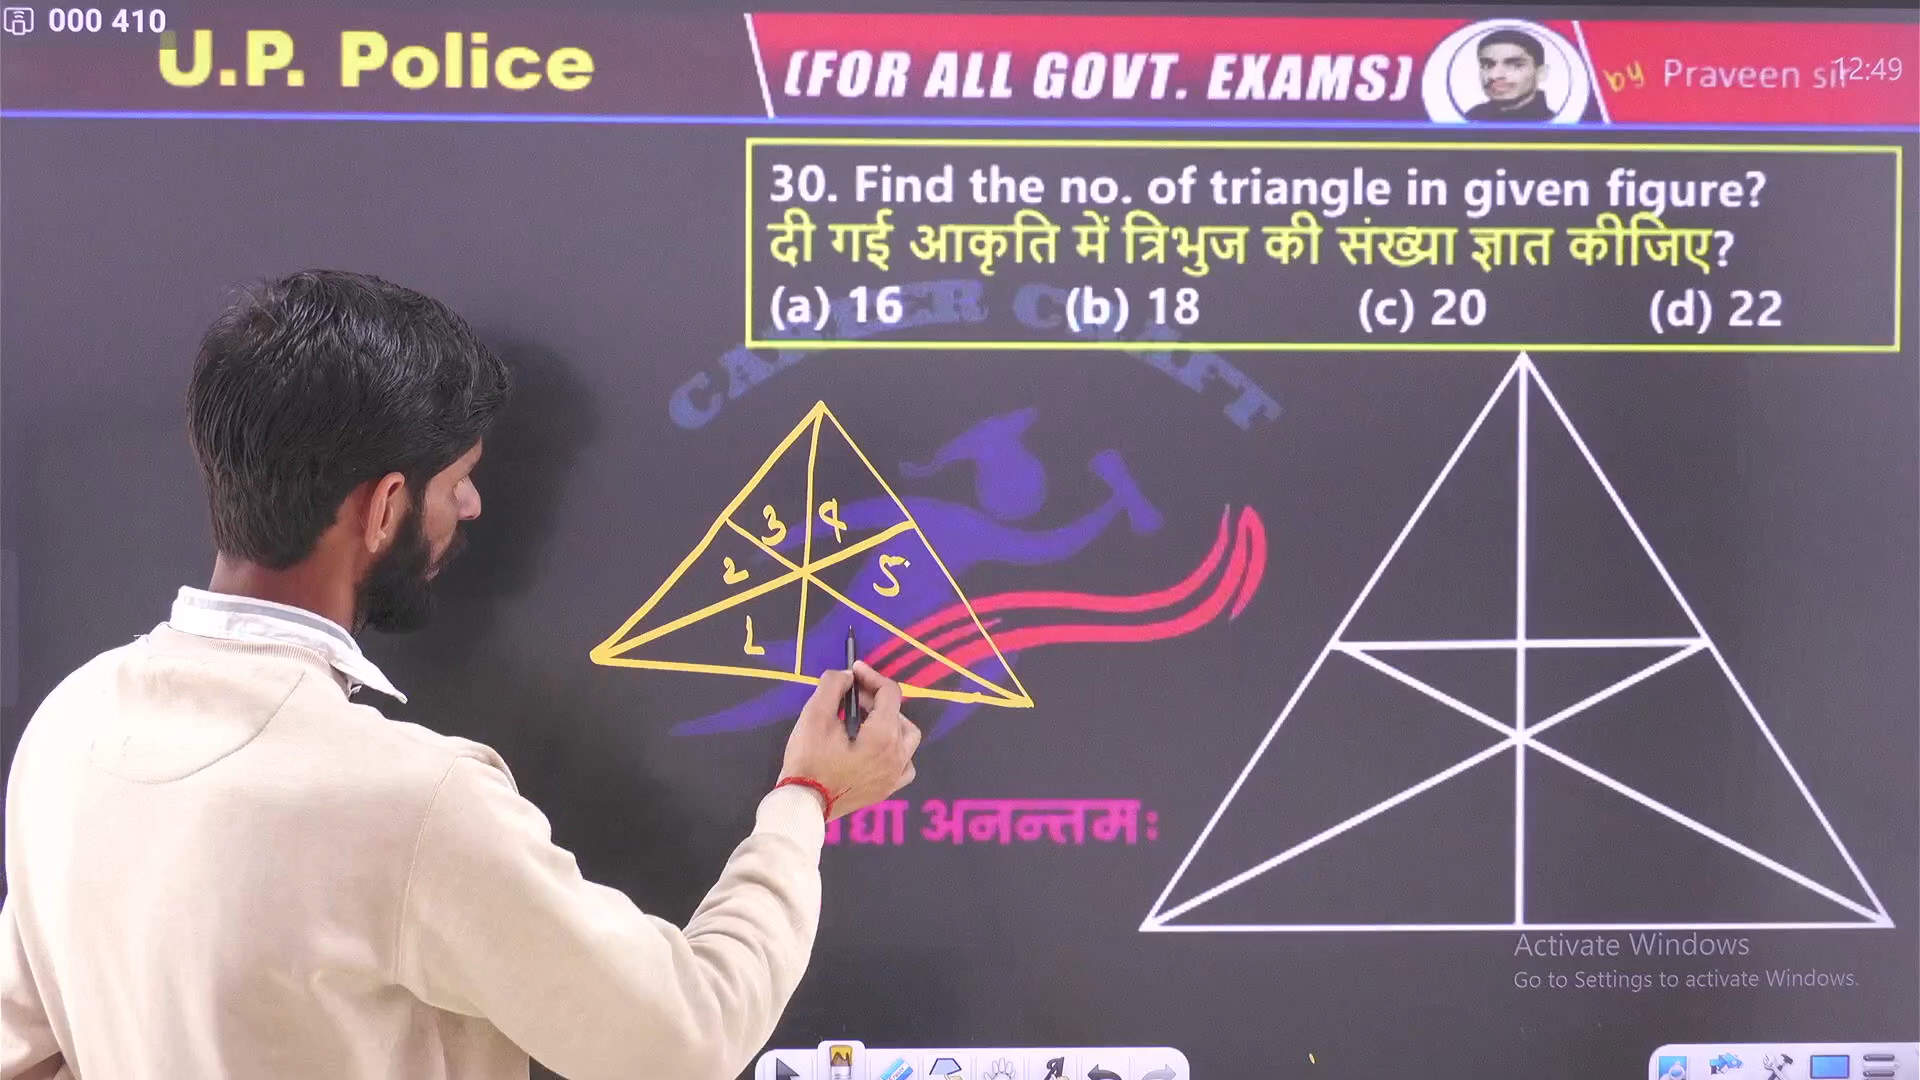 000 410
U.P. Police
(FOR ALL GOVT. EXAMS)
by Praveen sir
12:49
30. Find the no. of triangle in given figure?
दी गई आकृति में त्रिभुज की संख्या ज्ञात कीजिए?
(a) 16 (b) 18 (c) 20 (d) 22
CAREER CRAFT
3 4
2 5
1
द्या अनन्तमः
Activate Windows
Go to Settings to activate Windows.